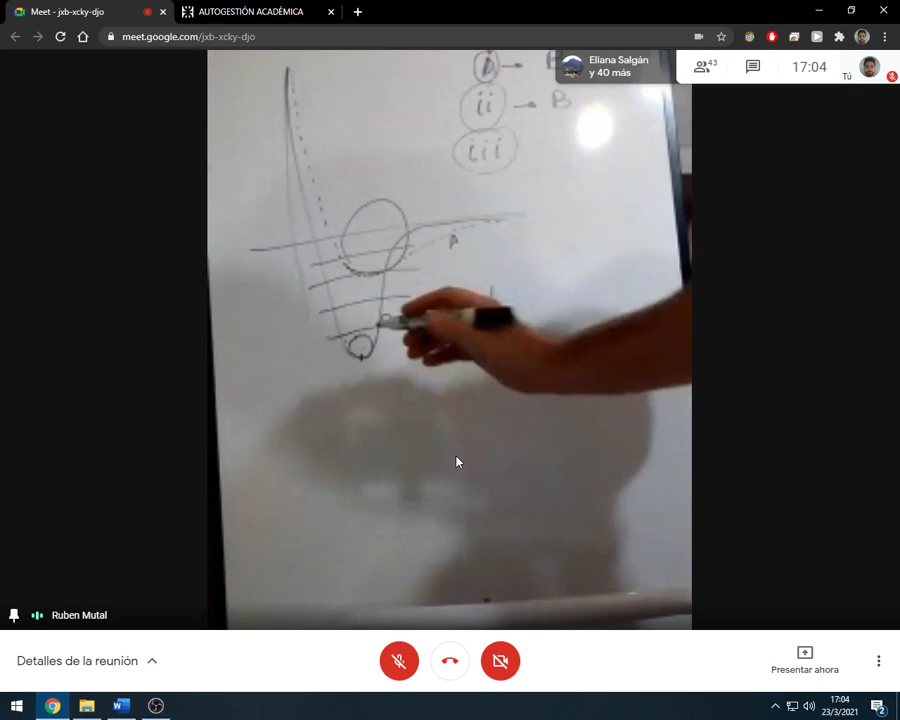 Meet - jxb-xcky-djo
AUTOGESTIÓN ACADÉMICA
meet.google.com/jxb-xcky-djo
Eliana Salgán
y 40 más
43
17:04
Tú
ii → B
iii
A
Ruben Mutal
Detalles de la reunión
Presentar ahora
17:04
23/3/2021
2